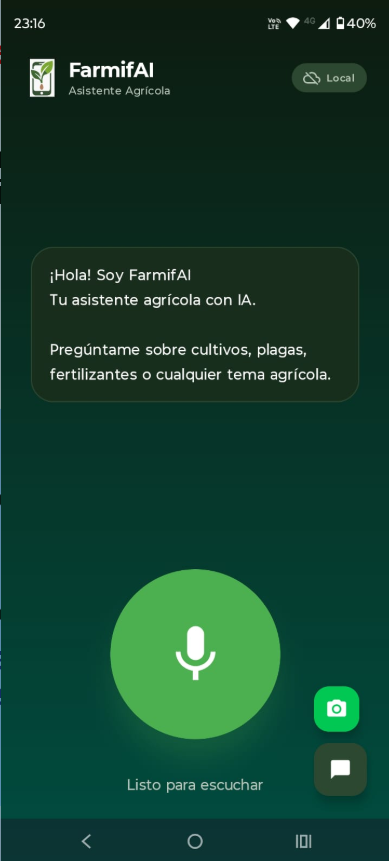 23:16
Vo))
LTE
4G
40%
FarmifAI
Asistente Agrícola
Local
¡Hola! Soy FarmifAI
Tu asistente agrícola con IA.
Pregúntame sobre cultivos, plagas,
fertilizantes o cualquier tema agrícola.
Listo para escuchar